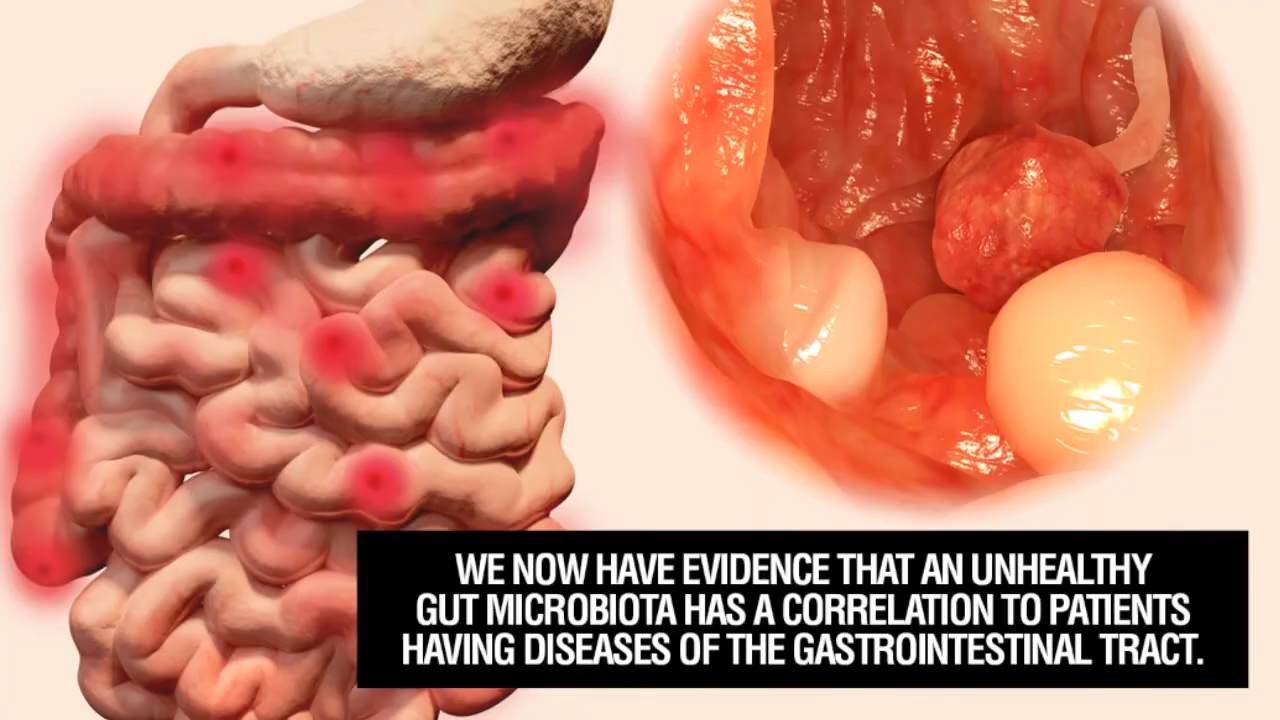 WE NOW HAVE EVIDENCE THAT AN UNHEALTHY
GUT MICROBIOTA HAS A CORRELATION TO PATIENTS
HAVING DISEASES OF THE GASTROINTESTINAL TRACT.